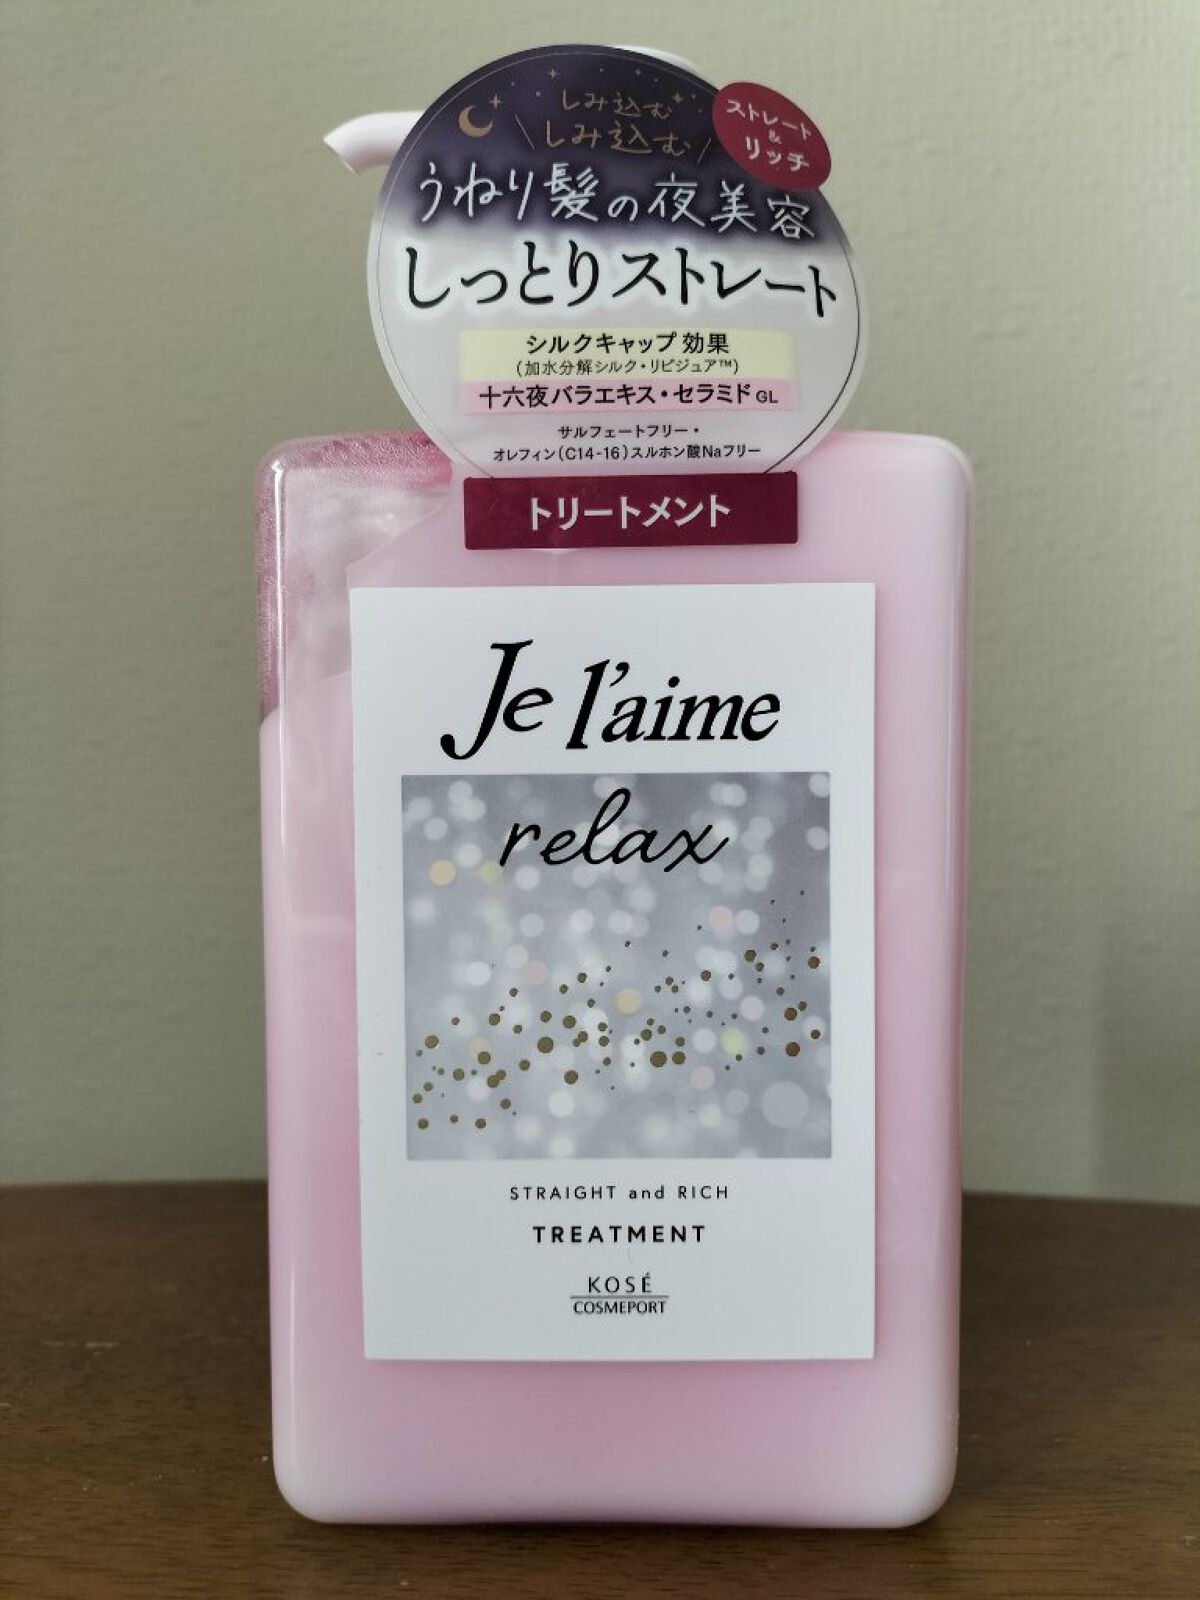 しみ込む
\しみ込む/
ストレート
&
リッチ
うねり髪の夜美容
しっとりストレート
シルクキャップ効果
(加水分解シルク・リピジュア™)
十六夜バラエキス・セラミドGL
サルフェートフリー・
オレフィン(C14-16)スルホン酸Naフリー
トリートメント
Je l'aime
relax
STRAIGHT and RICH
TREATMENT
KOSÉ
COSMEPORT